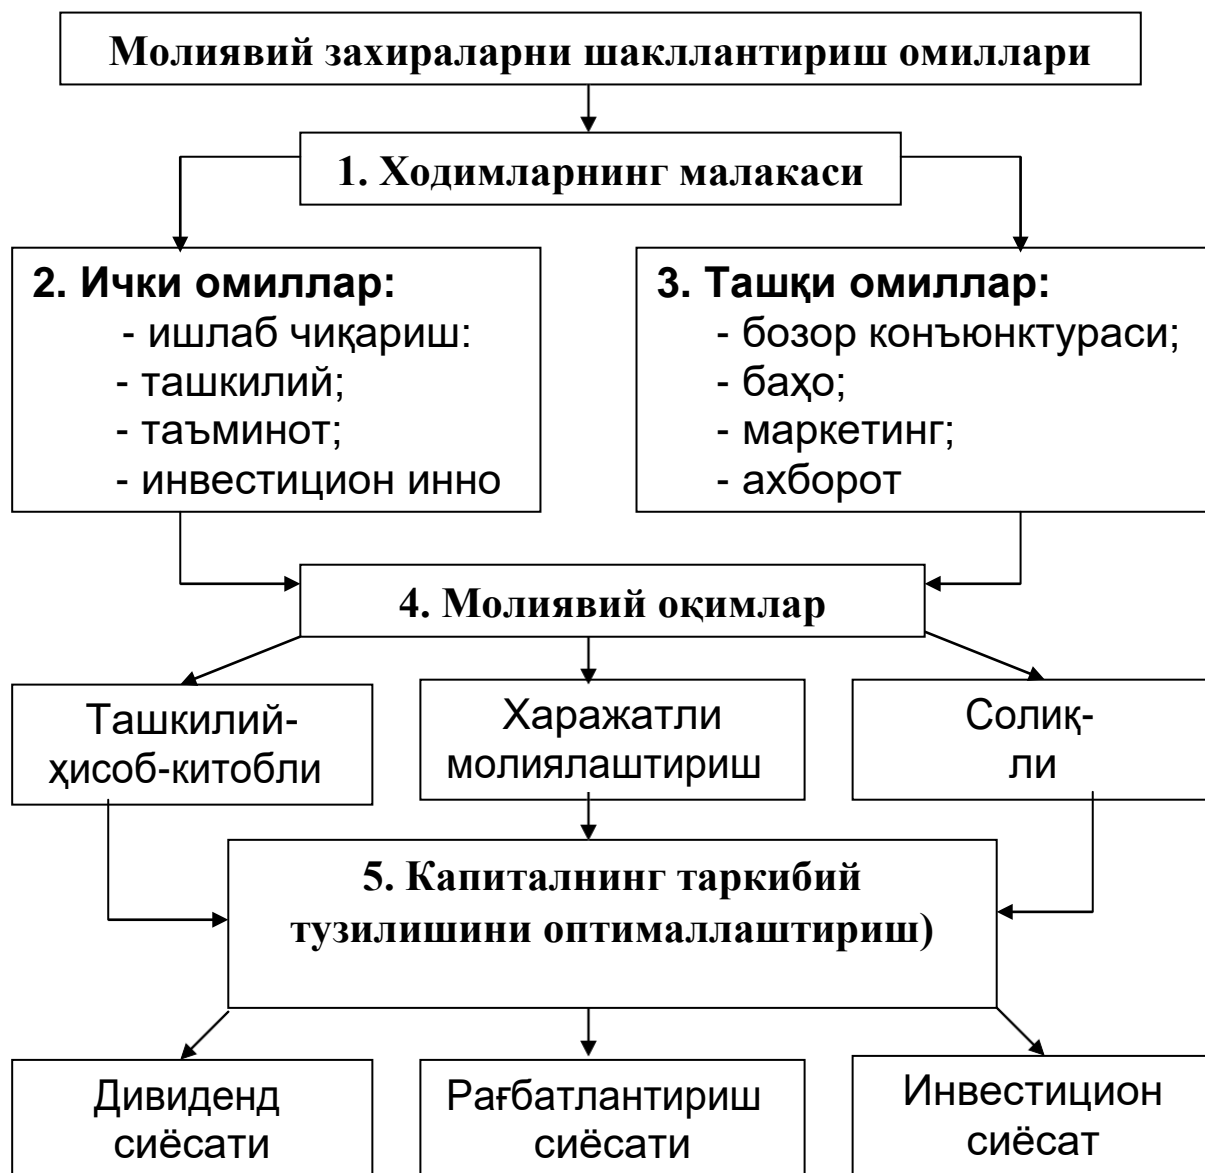 Молиявий захираларни шакллантириш омиллари
1. Ходимларнинг малакаси
2. Ички омиллар:
- ишлаб чиқариш:
- ташкилий;
- таъминот;
- инвестицион инно
3. Ташқи омиллар:
- бозор конъюнктураси;
- баҳо;
- маркетинг;
- ахборот
4. Молиявий оқимлар
Ташкилий-
ҳисоб-китобли
Харажатли
молиялаштириш
Солиқ-
ли
5. Капиталнинг таркибий
тузилишини оптималлаштириш)
Дивиденд
сиёсати
Рағбатлантириш
сиёсати
Инвестицион
сиёсат